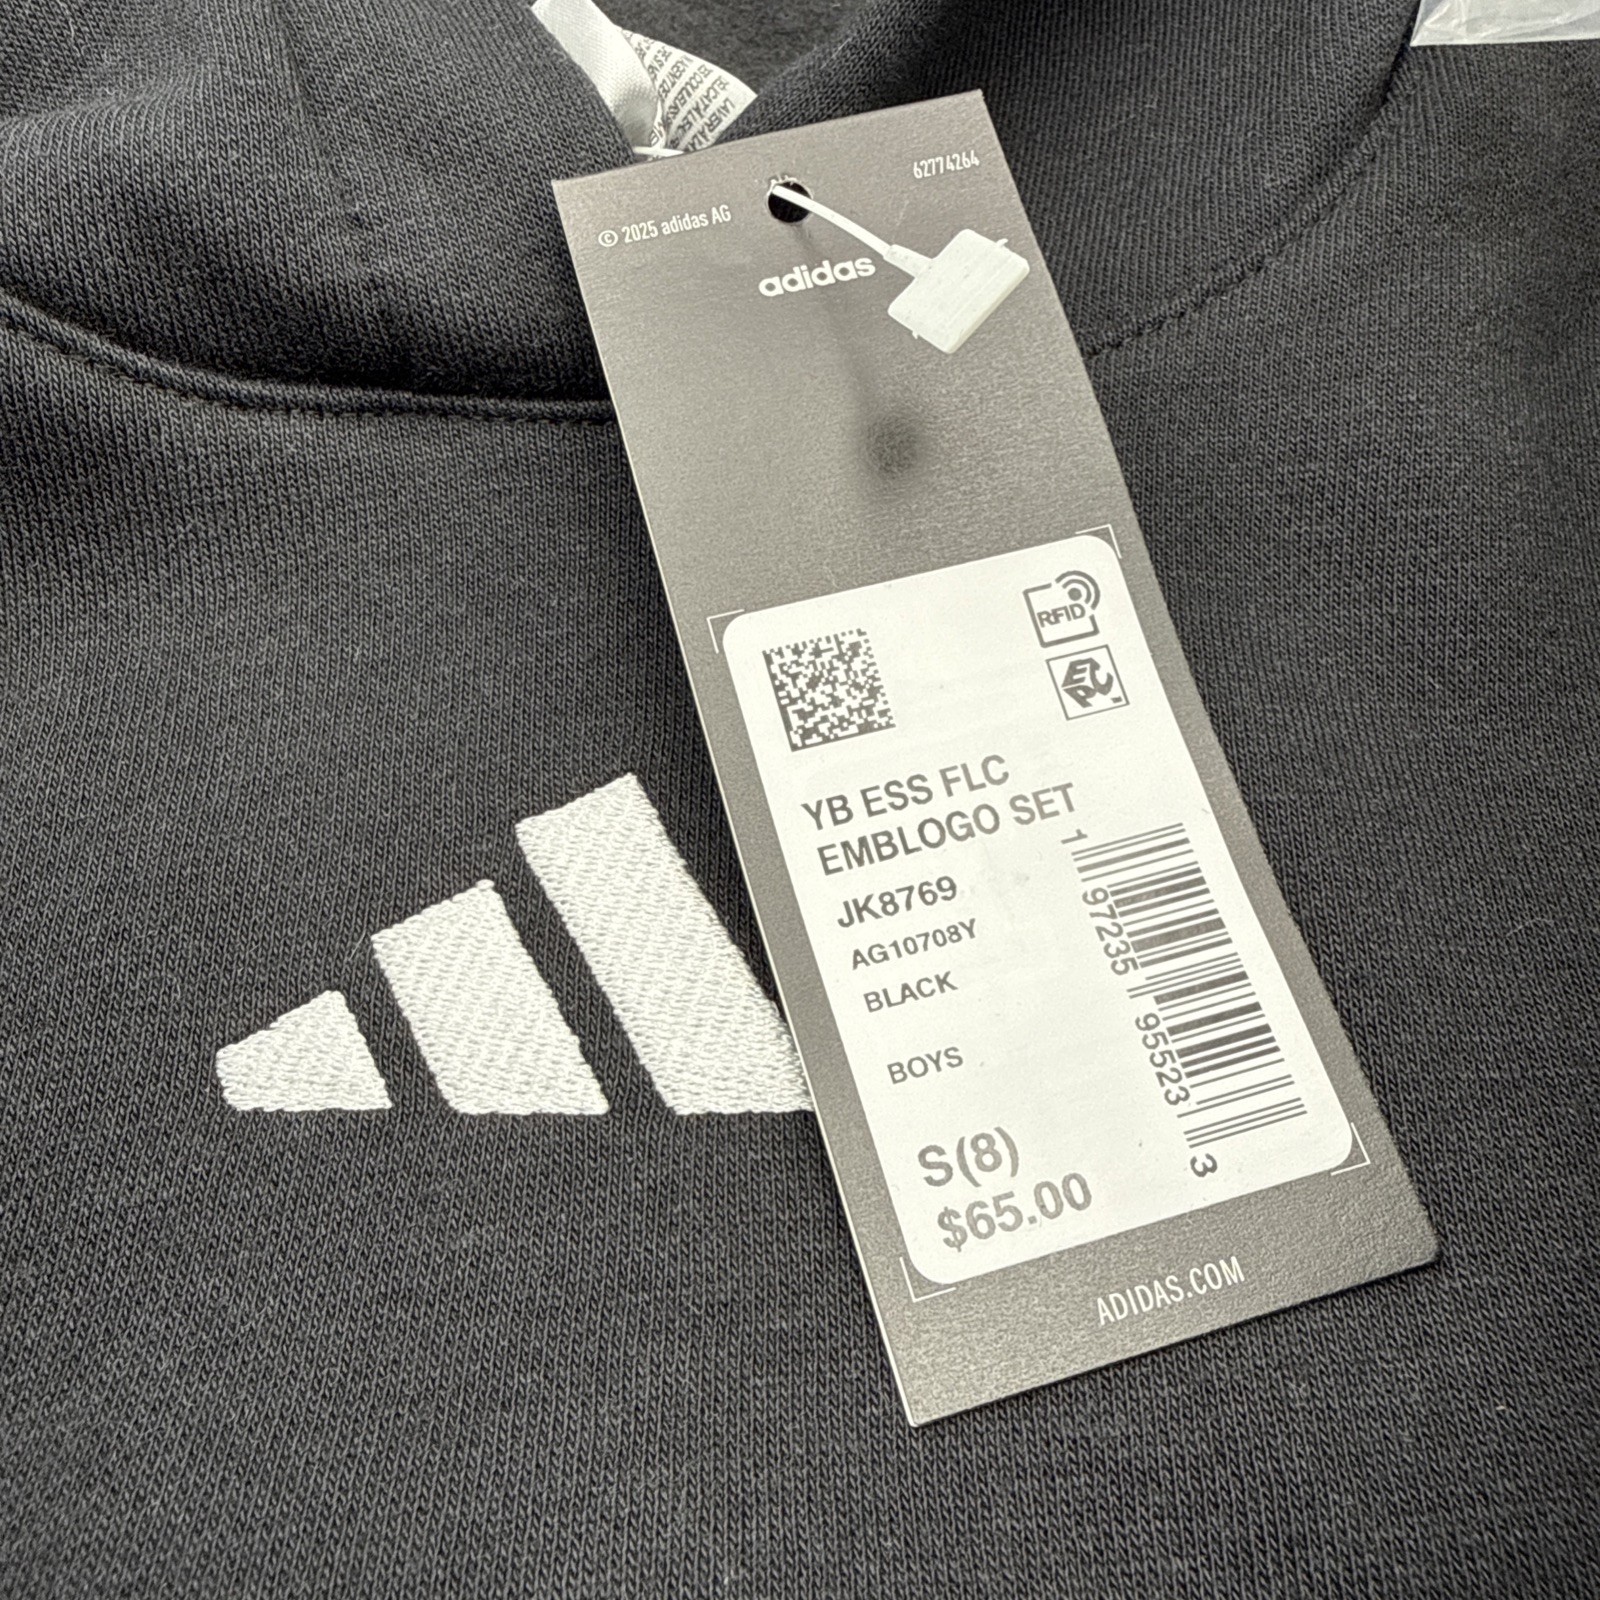 © 2025 adidas AG
62774264
adidas
RFID
EPC
YB ESS FLC
EMBLOGO SET
JK8769
AG10708Y
BLACK
BOYS
S(8)
$65.00
1 97235 95523 3
ADIDAS.COM